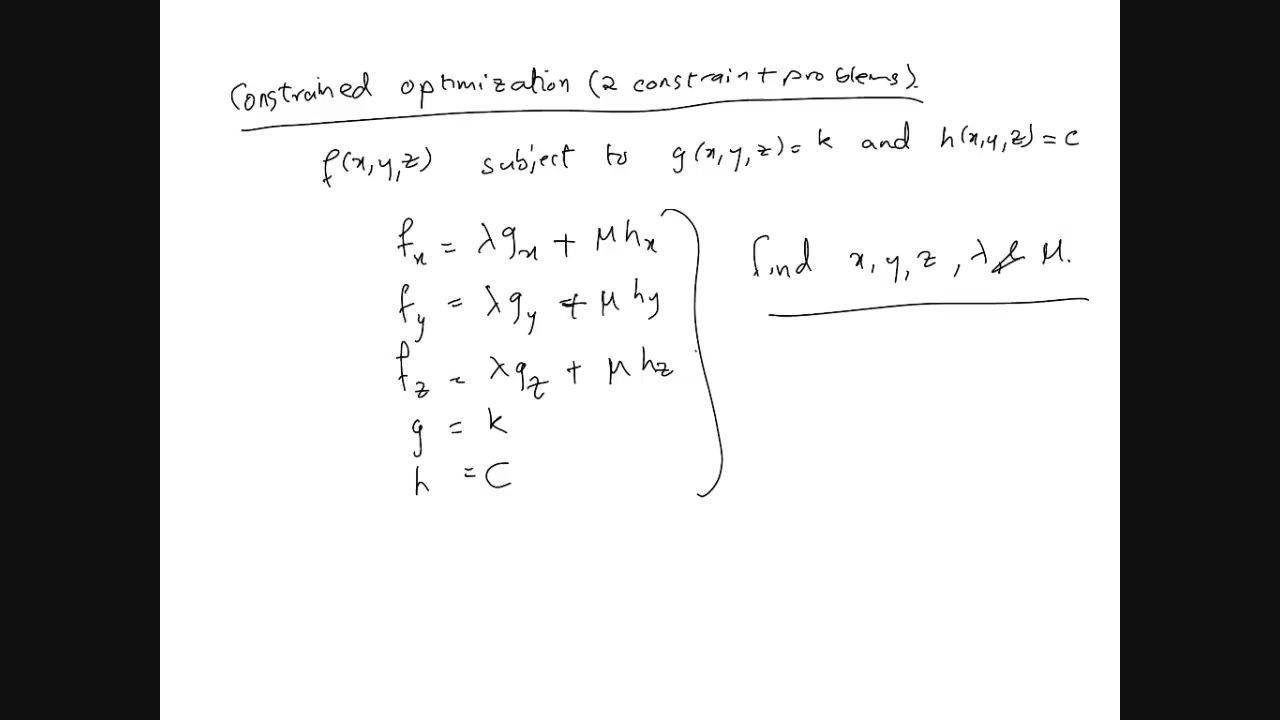 Constrained optimization (2 constraint problems).
f(x,y,z) subject to g(x,y,z)= k and h(x,y,z)=c
fx = λgx + μhx
fy = λgy + μhy
fz = λgz + μhz
g = k
h = C
find x, y, z, λ & μ.